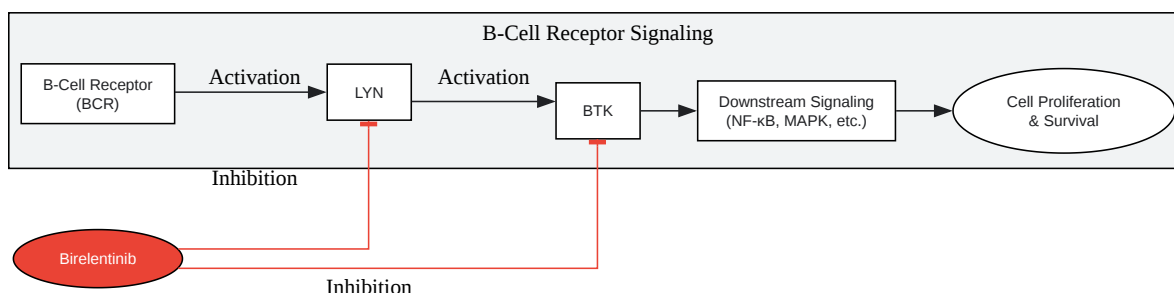 B-Cell Receptor Signaling
B-Cell Receptor
(BCR)
Activation
LYN
Activation
BTK
Downstream Signaling
(NF-κB, MAPK, etc.)
Cell Proliferation
& Survival
Inhibition
Birelentinib
Inhibition